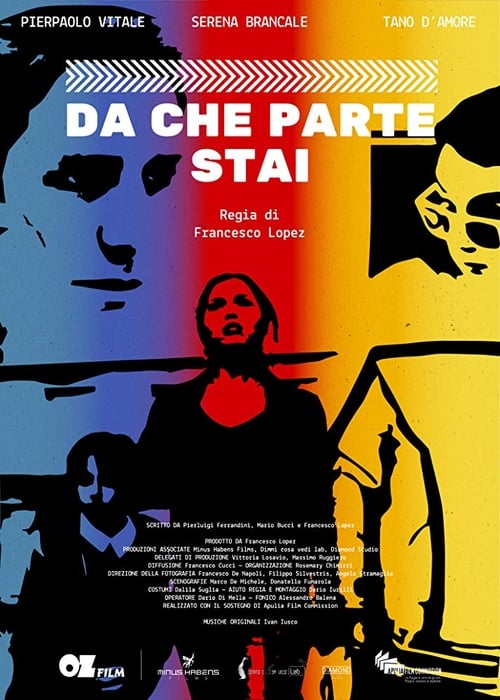 PIERPAOLO VITALE SERENA BRANCALE TANO D'AMORE
DA CHE PARTE
STAI
Regia di
Francesco Lopez
SCRITTO DA Pierluigi Ferrandini, Mario Bucci e Francesco Lopez
PRODOTTO DA Francesco Lopez
PRODUZIONI ASSOCIATE Minus Habens Films, Dimmi cosa vedi lab, Diamond Studio
DELEGATI DI PRODUZIONE Vittoria Losavio, Massimo Ruggiero
DIFFUSIONE Francesco Cucci - ORGANIZZAZIONE Rosemary Chimirri
DIREZIONE DELLA FOTOGRAFIA Francesco De Napoli, Filippo Silvestris, Angelo Stramaglia
SCENOGRAFIE Marco De Michele, Donatello Fumarola
COSTUMI Dalila Suglia - AIUTO REGIA E MONTAGGIO Dario Iurilli
OPERATORE Dario Di Mella - FONICO Alessandro Balema
REALIZZATO CON IL SOSTEGNO DI Apulia Film Commission
MUSICHE ORIGINALI Ivan Iusco
OZ FILM MINUS HABENS FILMS Lab DIAMOND APULIA FILM COMMISSION